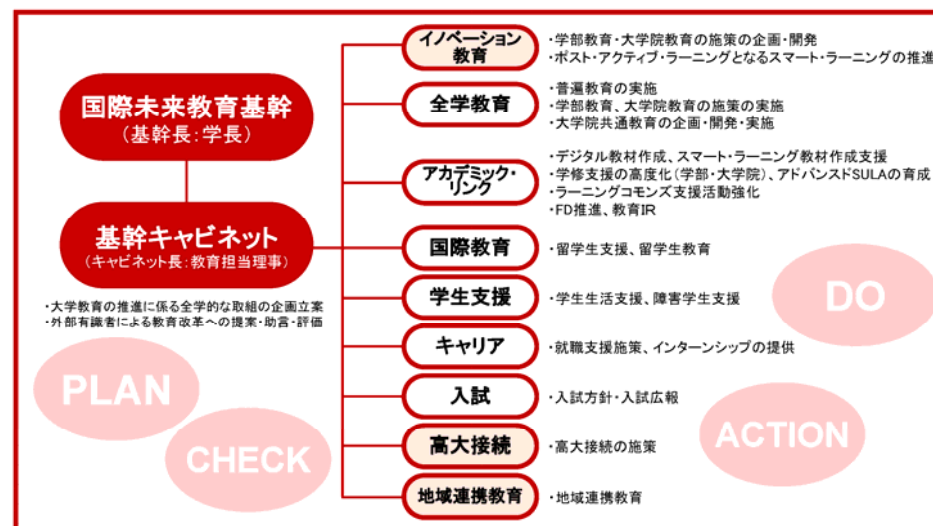 国際未来教育基幹
(基幹長:学長)
基幹キャビネット
(キャビネット長:教育担当理事)
・大学教育の推進に係る全学的な取組の企画立案
・外部有識者による教育改革への提案・助言・評価
PLAN
CHECK
イノベーション
教育
・学部教育・大学院教育の施策の企画・開発
・ポスト・アクティブ・ラーニングとなるスマート・ラーニングの推進
全学教育
・普遍教育の実施
・学部教育、大学院教育の施策の実施
・大学院共通教育の企画・開発・実施
アカデミック・
リンク
・デジタル教材作成、スマート・ラーニング教材作成支援
・学修支援の高度化(学部・大学院)、アドバンスドSULAの育成
・ラーニングコモンズ支援活動強化
・FD推進、教育IR
国際教育
・留学生支援、留学生教育
学生支援
・学生生活支援、障害学生支援
キャリア
・就職支援施策、インターンシップの提供
入試
・入試方針・入試広報
高大接続
・高大接続の施策
地域連携教育
・地域連携教育
DO
ACTION